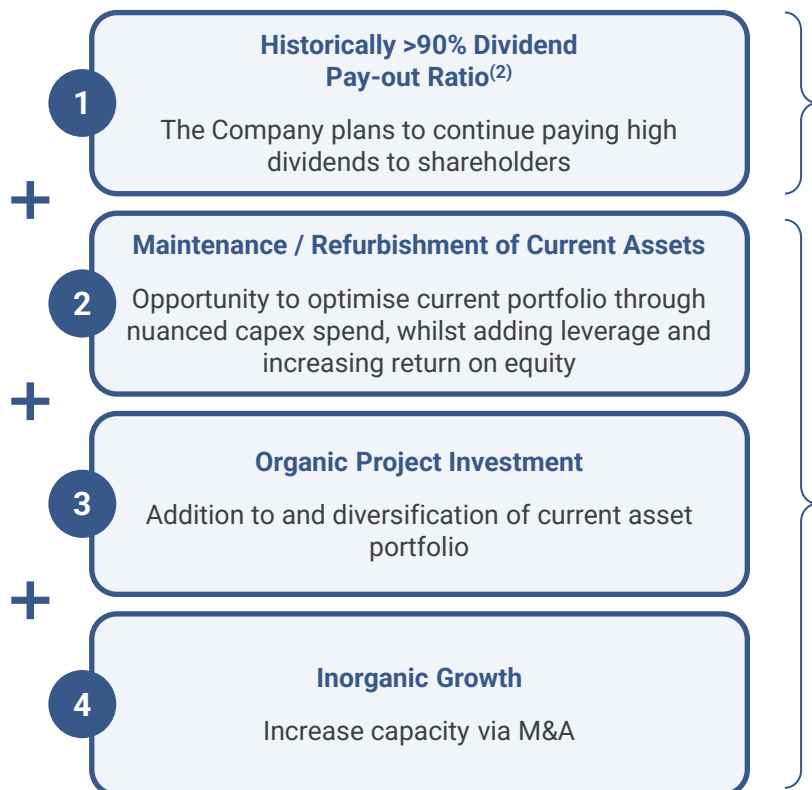 Historically >90% Dividend
Pay-out Ratio(2)
1
The Company plans to continue paying high
dividends to shareholders
+
Maintenance / Refurbishment of Current Assets
2
Opportunity to optimise current portfolio through
nuanced capex spend, whilst adding leverage and
increasing return on equity
+
Organic Project Investment
3
Addition to and diversification of current asset
portfolio
+
Inorganic Growth
4
Increase capacity via M&A